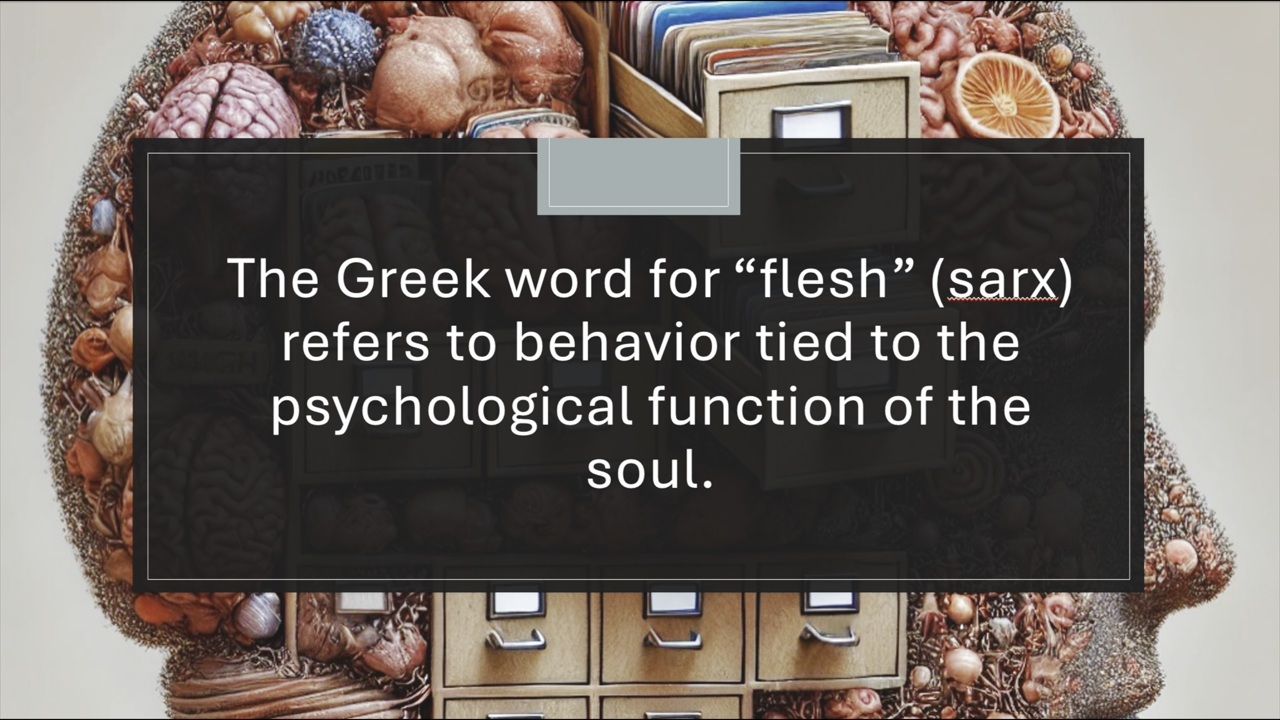 The Greek word for “flesh” (sarx)
refers to behavior tied to the
psychological function of the
soul.